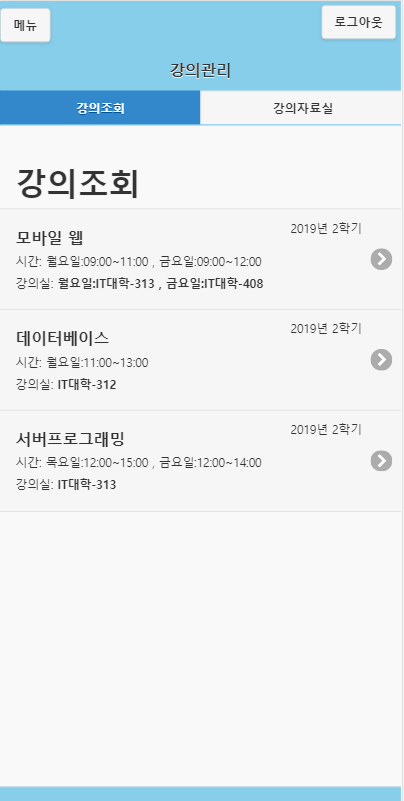 메뉴
로그아웃
강의관리
강의조회
강의자료실
강의조회
2019년 2학기
모바일 웹
시간: 월요일:09:00~11:00 , 금요일:09:00~12:00
강의실: 월요일:IT대학-313 , 금요일:IT대학-408
2019년 2학기
데이터베이스
시간: 월요일:11:00~13:00
강의실: IT대학-312
2019년 2학기
서버프로그래밍
시간: 목요일:12:00~15:00 , 금요일:12:00~14:00
강의실: IT대학-313